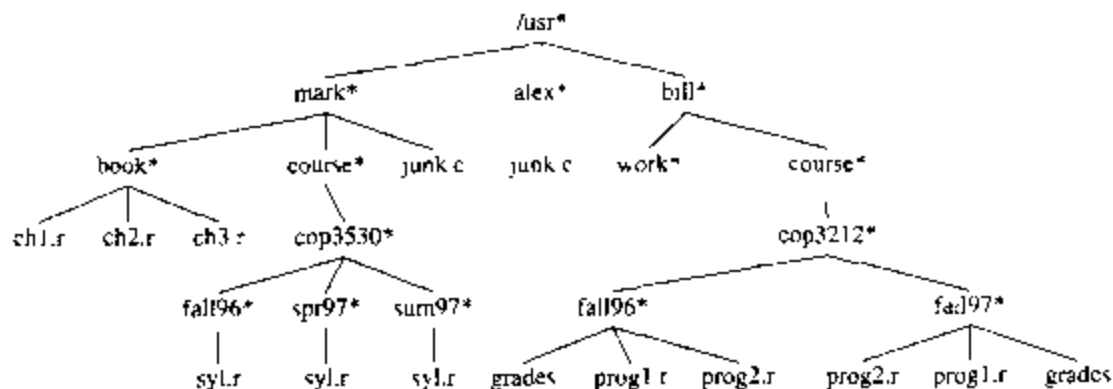 /usr*
mark* alex* bill*
book* course* junk c junk c work* course*
ch1.r ch2.r ch3 r cop3530* cop3212*
fall96* spr97* sum97* fall96* fall97*
syl.r syl.r syl.r grades prog1 r prog2.r prog2.r prog1.r grades